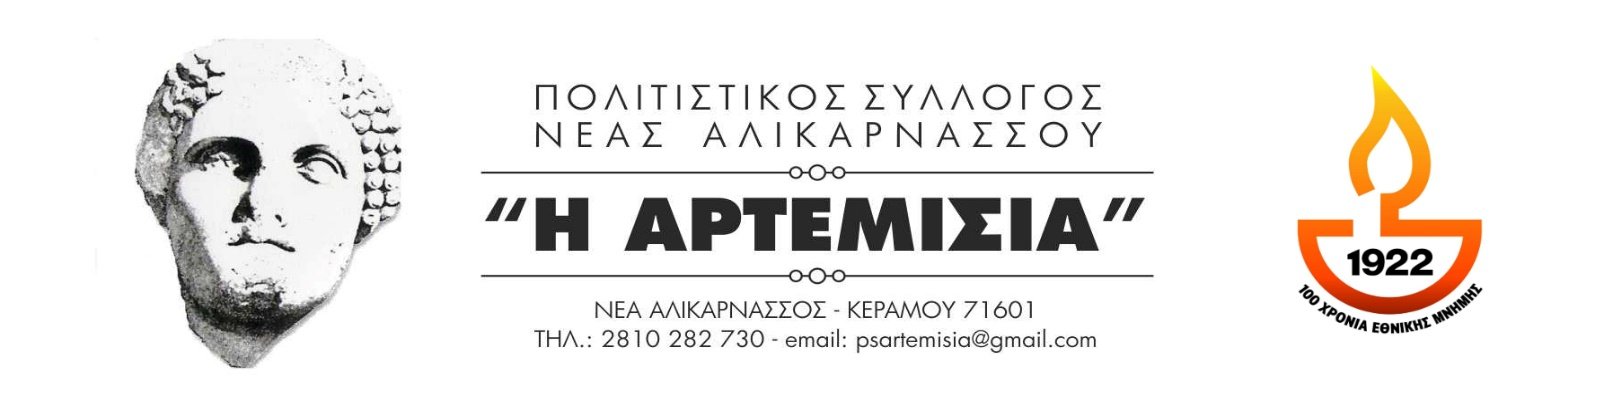 ΠΟΛΙΤΙΣΤΙΚΟΣ ΣΥΛΛΟΓΟΣ
ΝΕΑΣ ΑΛΙΚΑΡΝΑΣΣΟΥ
“Η ΑΡΤΕΜΙΣΙΑ”
ΝΕΑ ΑΛΙΚΑΡΝΑΣΣΟΣ - ΚΕΡΑΜΟΥ 71601
ΤΗΛ.: 2810 282 730 - email: psartemisia@gmail.com
1922
100 ΧΡΟΝΙΑ ΕΘΝΙΚΗΣ ΜΝΗΜΗΣ